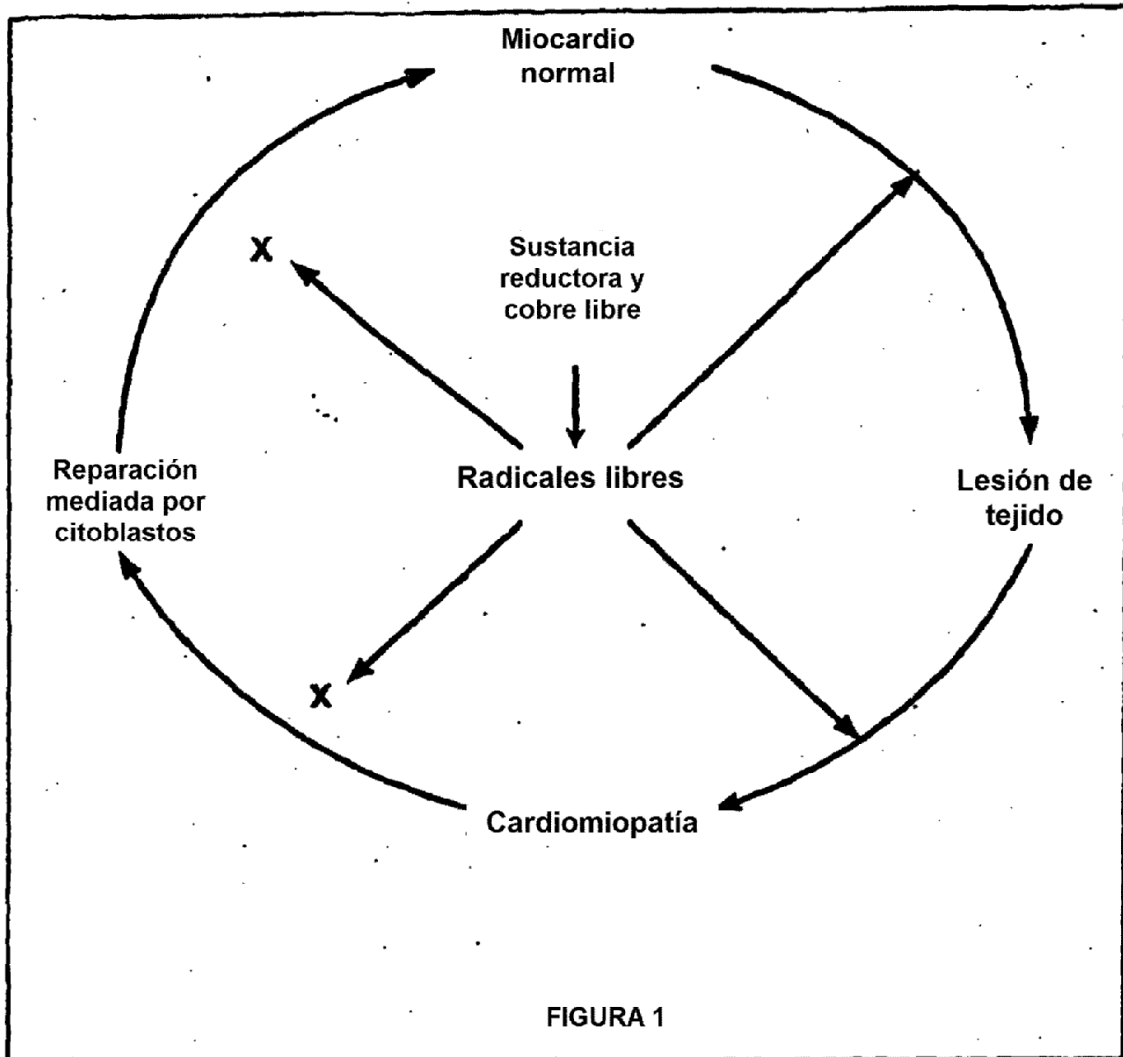 Miocardio
normal
X
Sustancia
reductora y
cobre libre
Reparación
mediada por
citoblastos
Radicales libres
Lesión de
tejido
X
Cardiomiopatía
FIGURA 1